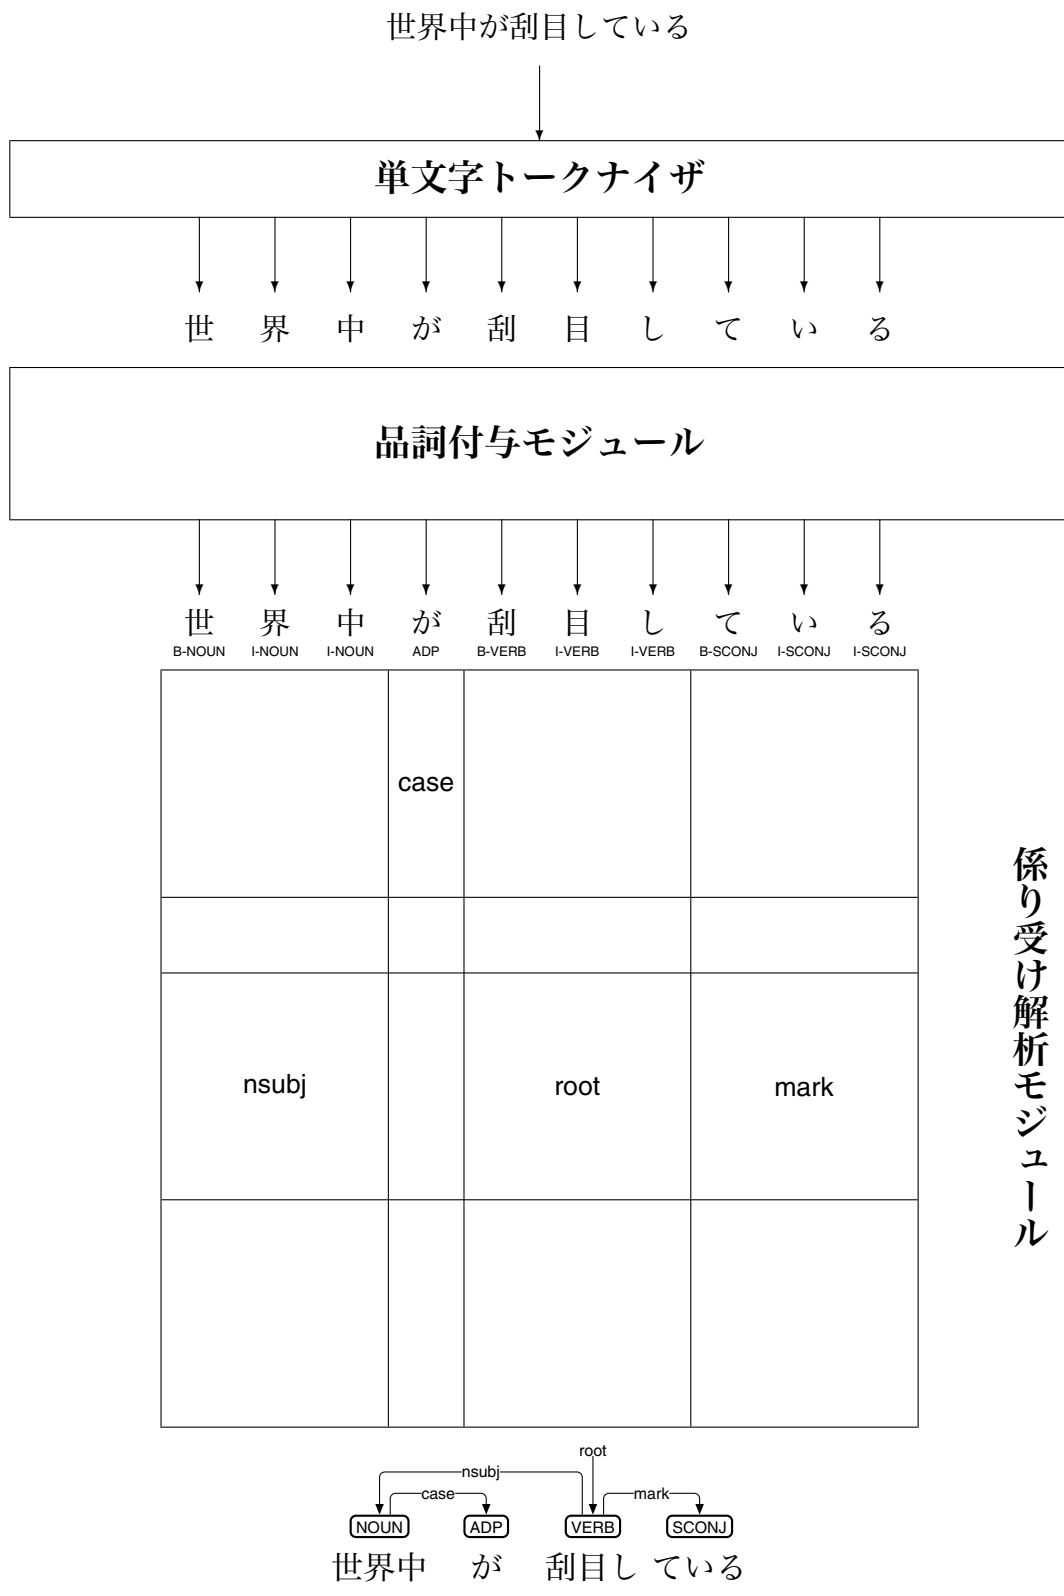 世界中が刮目している
単文字トークナイザ
世 界 中 が 刮 目 し て い る
品詞付与モジュール
世 界 中 が 刮 目 し て い る
B-NOUN I-NOUN I-NOUN ADP B-VERB I-VERB I-VERB B-SCONJ I-SCONJ I-SCONJ
case
nsubj root mark
係り受け解析モジュール
root
nsubj
case mark
NOUN ADP VERB SCONJ
世界中 が 刮目し ている